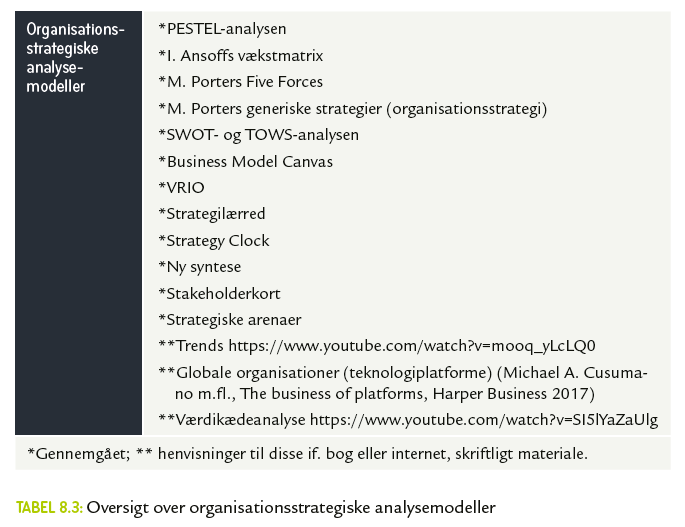 Organisations-
strategiske
analyse-
modeller
*PESTEL-analysen
*I. Ansoffs vækstmatrix
*M. Porters Five Forces
*M. Porters generiske strategier (organisationsstrategi)
*SWOT- og TOWS-analysen
*Business Model Canvas
*VRIO
*Strategilærred
*Strategy Clock
*Ny syntese
*Stakeholderkort
*Strategiske arenaer
**Trends https://www.youtube.com/watch?v=mooq_yLcLQ0
**Globale organisationer (teknologiplatforme) (Michael A. Cusuma-
no m.fl., The business of platforms, Harper Business 2017)
**Værdikædeanalyse https://www.youtube.com/watch?v=SI5lYaZaUlg
*Gennemgået; ** henvisninger til disse if. bog eller internet, skriftligt materiale.
TABEL 8.3: Oversigt over organisationsstrategiske analysemodeller